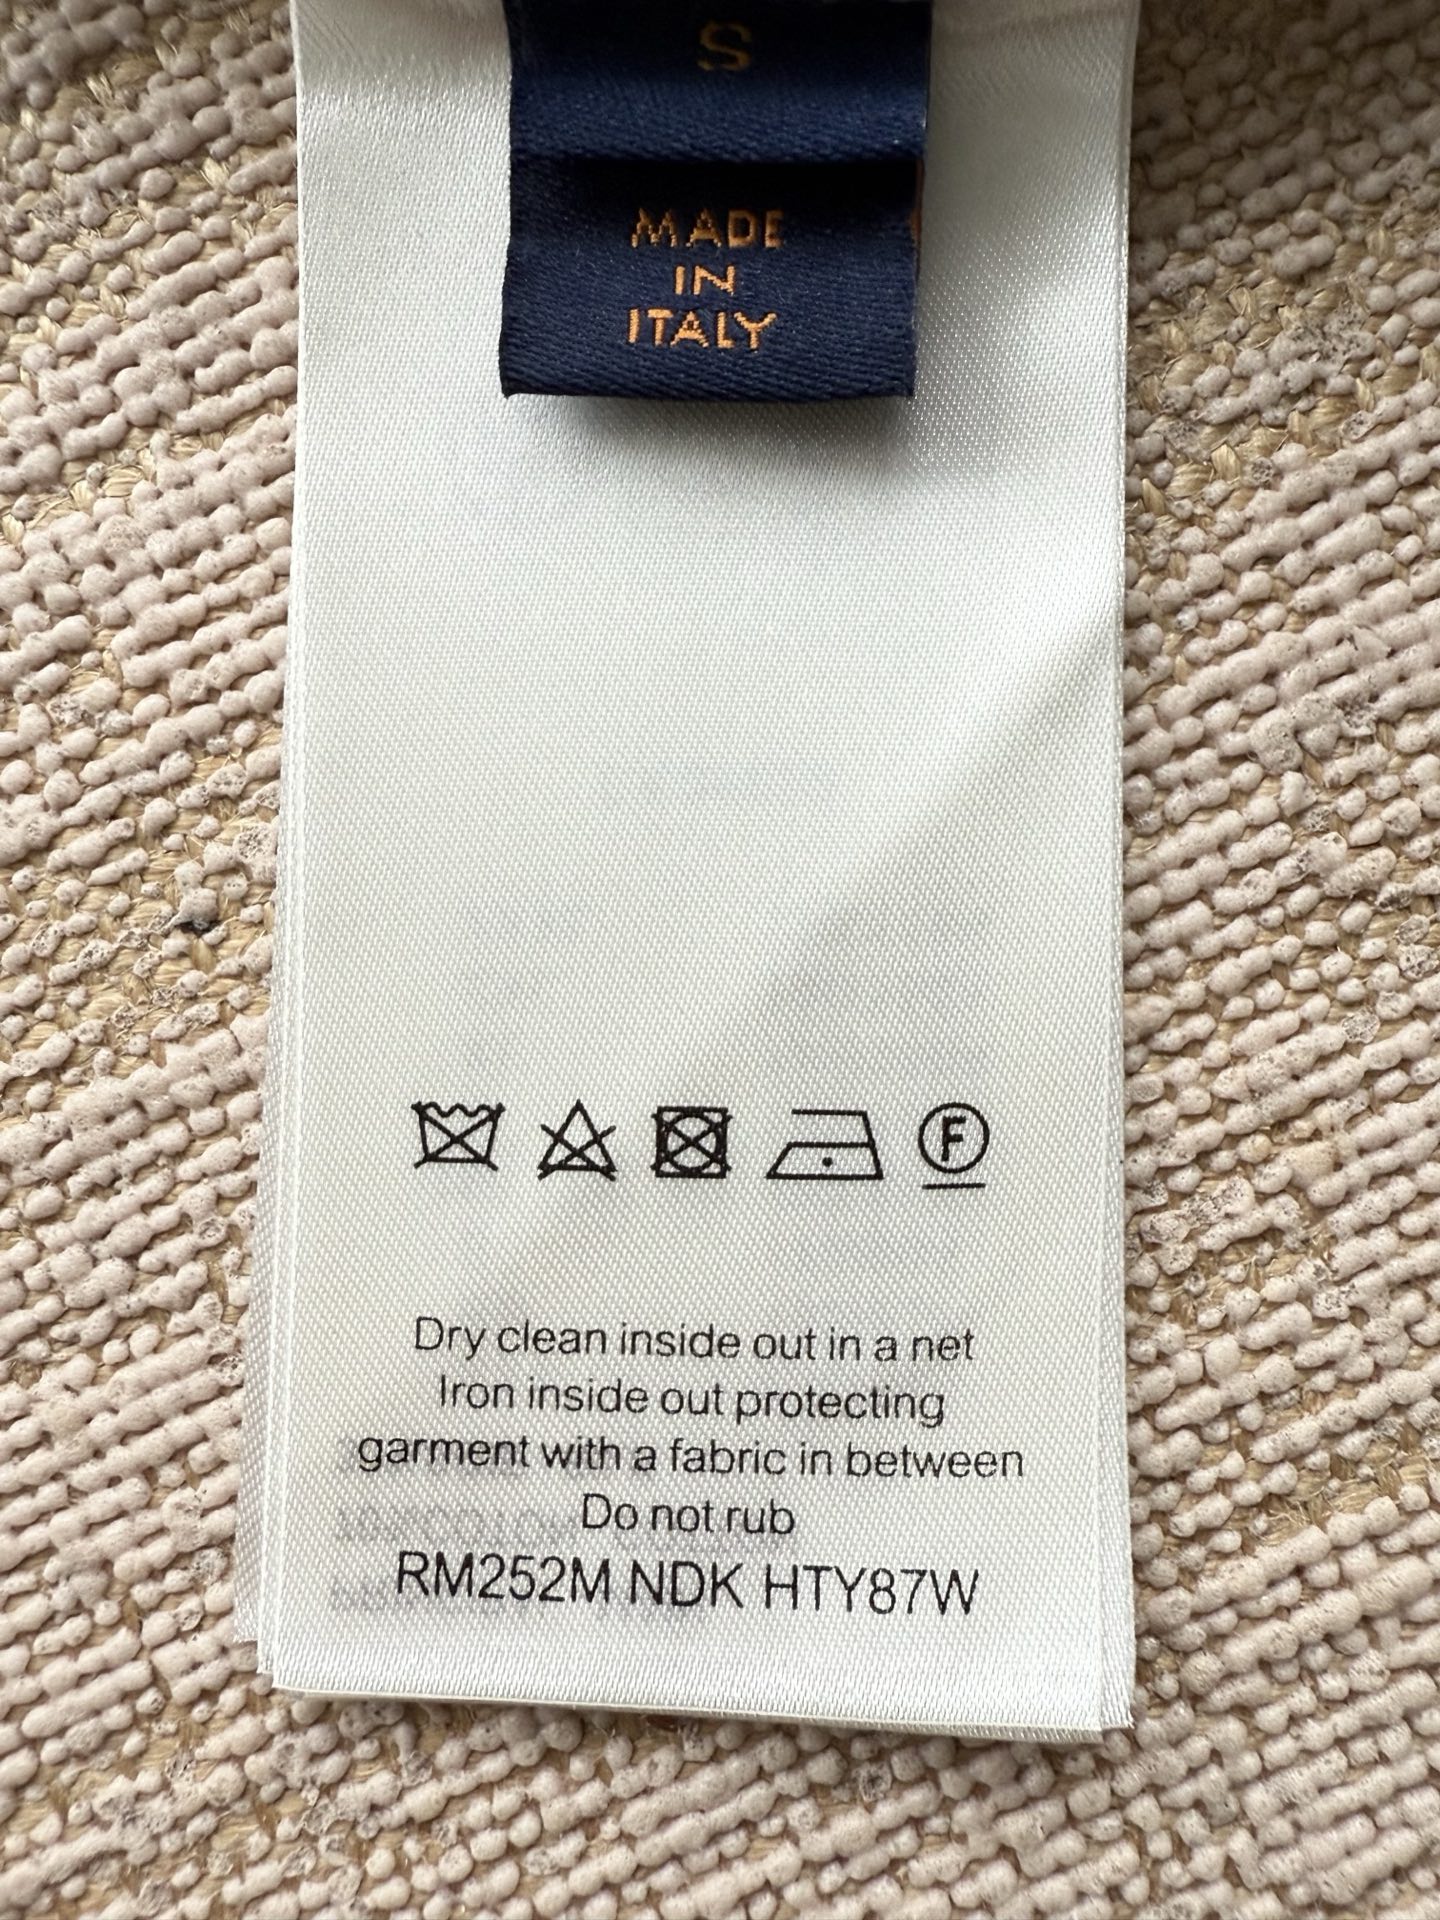 S
MADE
IN
ITALY
F
Dry clean inside out in a net
Iron inside out protecting
garment with a fabric in between
Do not rub
RM252M NDK HTY87W